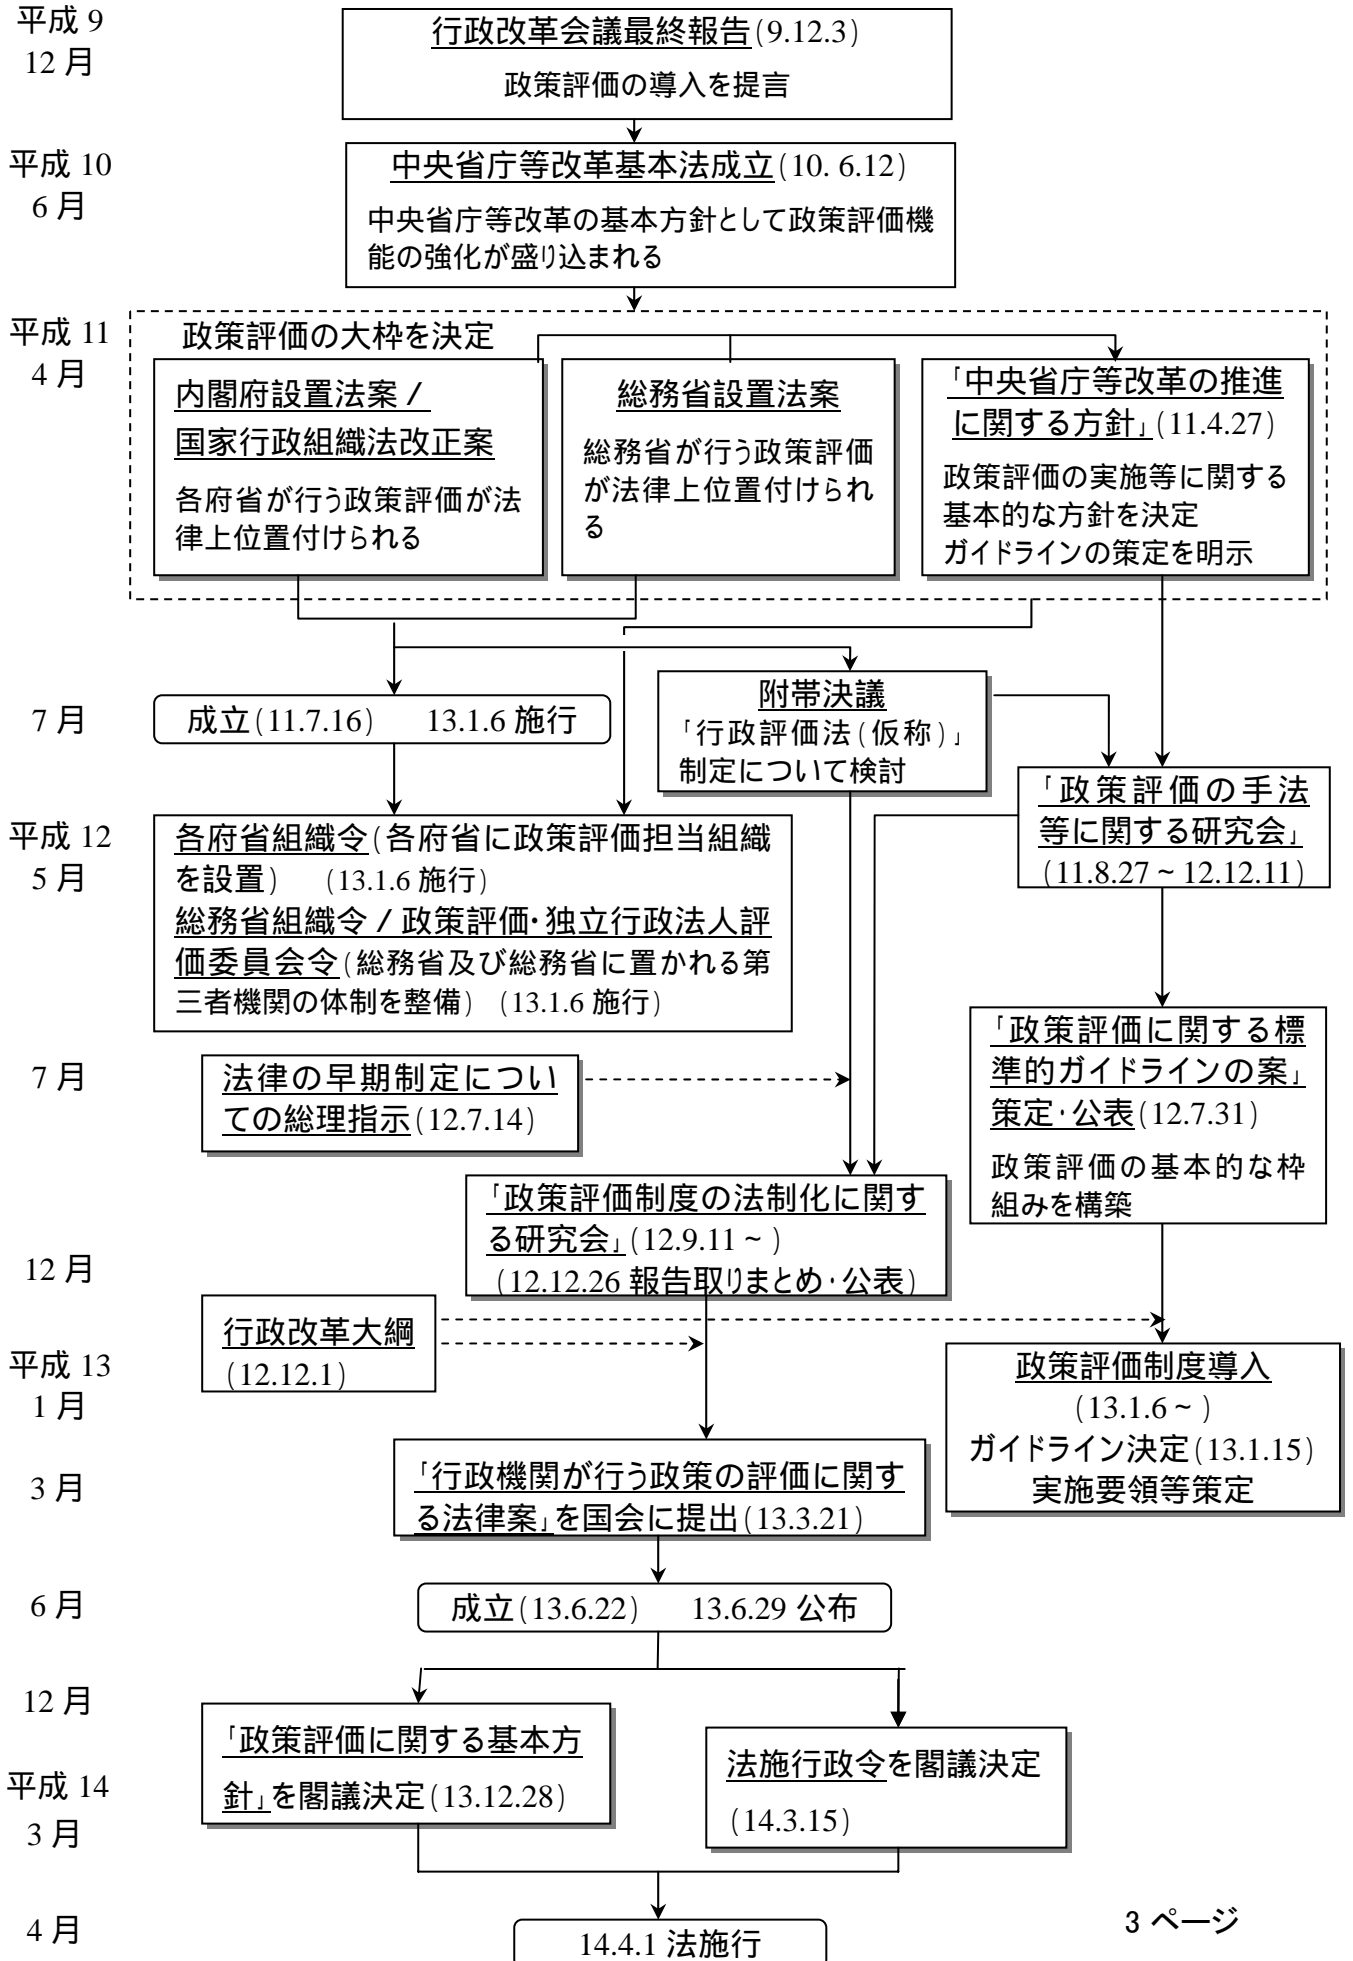 平成 9
12 月
行政改革会議最終報告(9.12.3)
政策評価の導入を提言
平成 10
6 月
中央省庁等改革基本法成立(10. 6.12)
中央省庁等改革の基本方針として政策評価機
能の強化が盛り込まれる
平成 11
4 月
政策評価の大枠を決定
内閣府設置法案／
国家行政組織法改正案
各府省が行う政策評価が法
律上位置付けられる
総務省設置法案
総務省が行う政策評価
が法律上位置付けられ
る
「中央省庁等改革の推進
に関する方針」(11.4.27)
政策評価の実施等に関する
基本的な方針を決定
ガイドラインの策定を明示
7 月
成立(11.7.16) 13.1.6 施行
附帯決議
「行政評価法(仮称)」
制定について検討
「政策評価の手法
等に関する研究会」
(11.8.27～12.12.11)
平成 12
5 月
各府省組織令(各府省に政策評価担当組織
を設置) (13.1.6 施行)
総務省組織令／政策評価・独立行政法人評
価委員会令(総務省及び総務省に置かれる第
三者機関の体制を整備) (13.1.6 施行)
7 月
法律の早期制定につい
ての総理指示(12.7.14)
「政策評価に関する標
準的ガイドラインの案」
策定・公表(12.7.31)
政策評価の基本的な枠
組みを構築
「政策評価制度の法制化に関す
る研究会」(12.9.11～ )
(12.12.26 報告取りまとめ・公表)
12 月
行政改革大綱
(12.12.1)
平成 13
1 月
政策評価制度導入
(13.1.6～ )
ガイドライン決定(13.1.15)
実施要領等策定
3 月
「行政機関が行う政策の評価に関す
る法律案」を国会に提出(13.3.21)
6 月
成立(13.6.22) 13.6.29 公布
12 月
「政策評価に関する基本方
針」を閣議決定(13.12.28)
法施行政令を閣議決定
(14.3.15)
平成 14
3 月
4 月
14.4.1 法施行
3 ページ